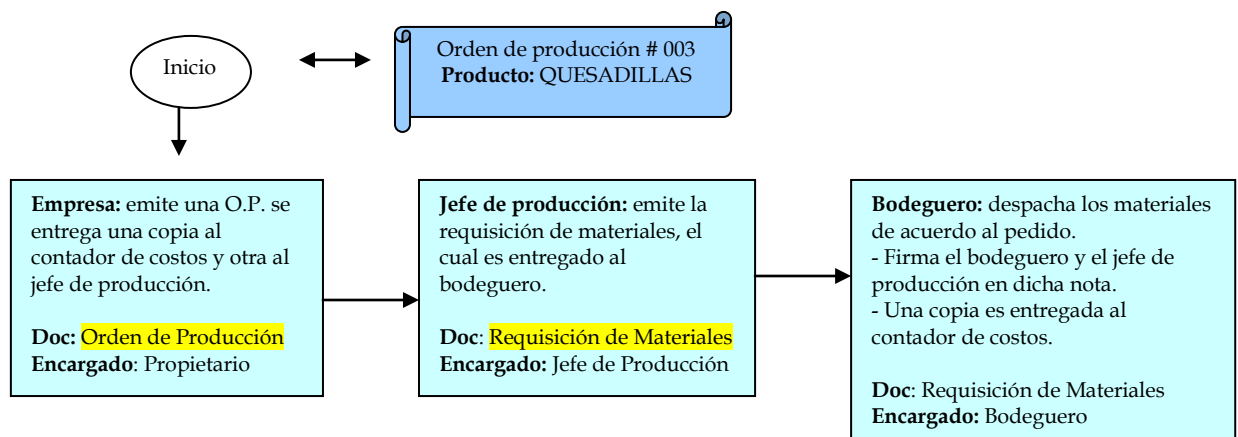 Inicio
Orden de producción # 003
Producto: QUESADILLAS
Empresa: emite una O.P. se
entrega una copia al
contador de costos y otra al
jefe de producción.
Doc: Orden de Producción
Encargado: Propietario
Jefe de producción: emite la
requisición de materiales, el
cual es entregado al
bodeguero.
Doc: Requisición de Materiales
Encargado: Jefe de Producción
Bodeguero: despacha los materiales
de acuerdo al pedido.
- Firma el bodeguero y el jefe de
producción en dicha nota.
- Una copia es entregada al
contador de costos.
Doc: Requisición de Materiales
Encargado: Bodeguero